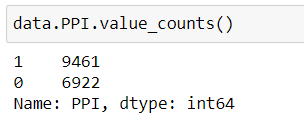 data.PPI.value_counts()
1    9461
0    6922
Name: PPI, dtype: int64